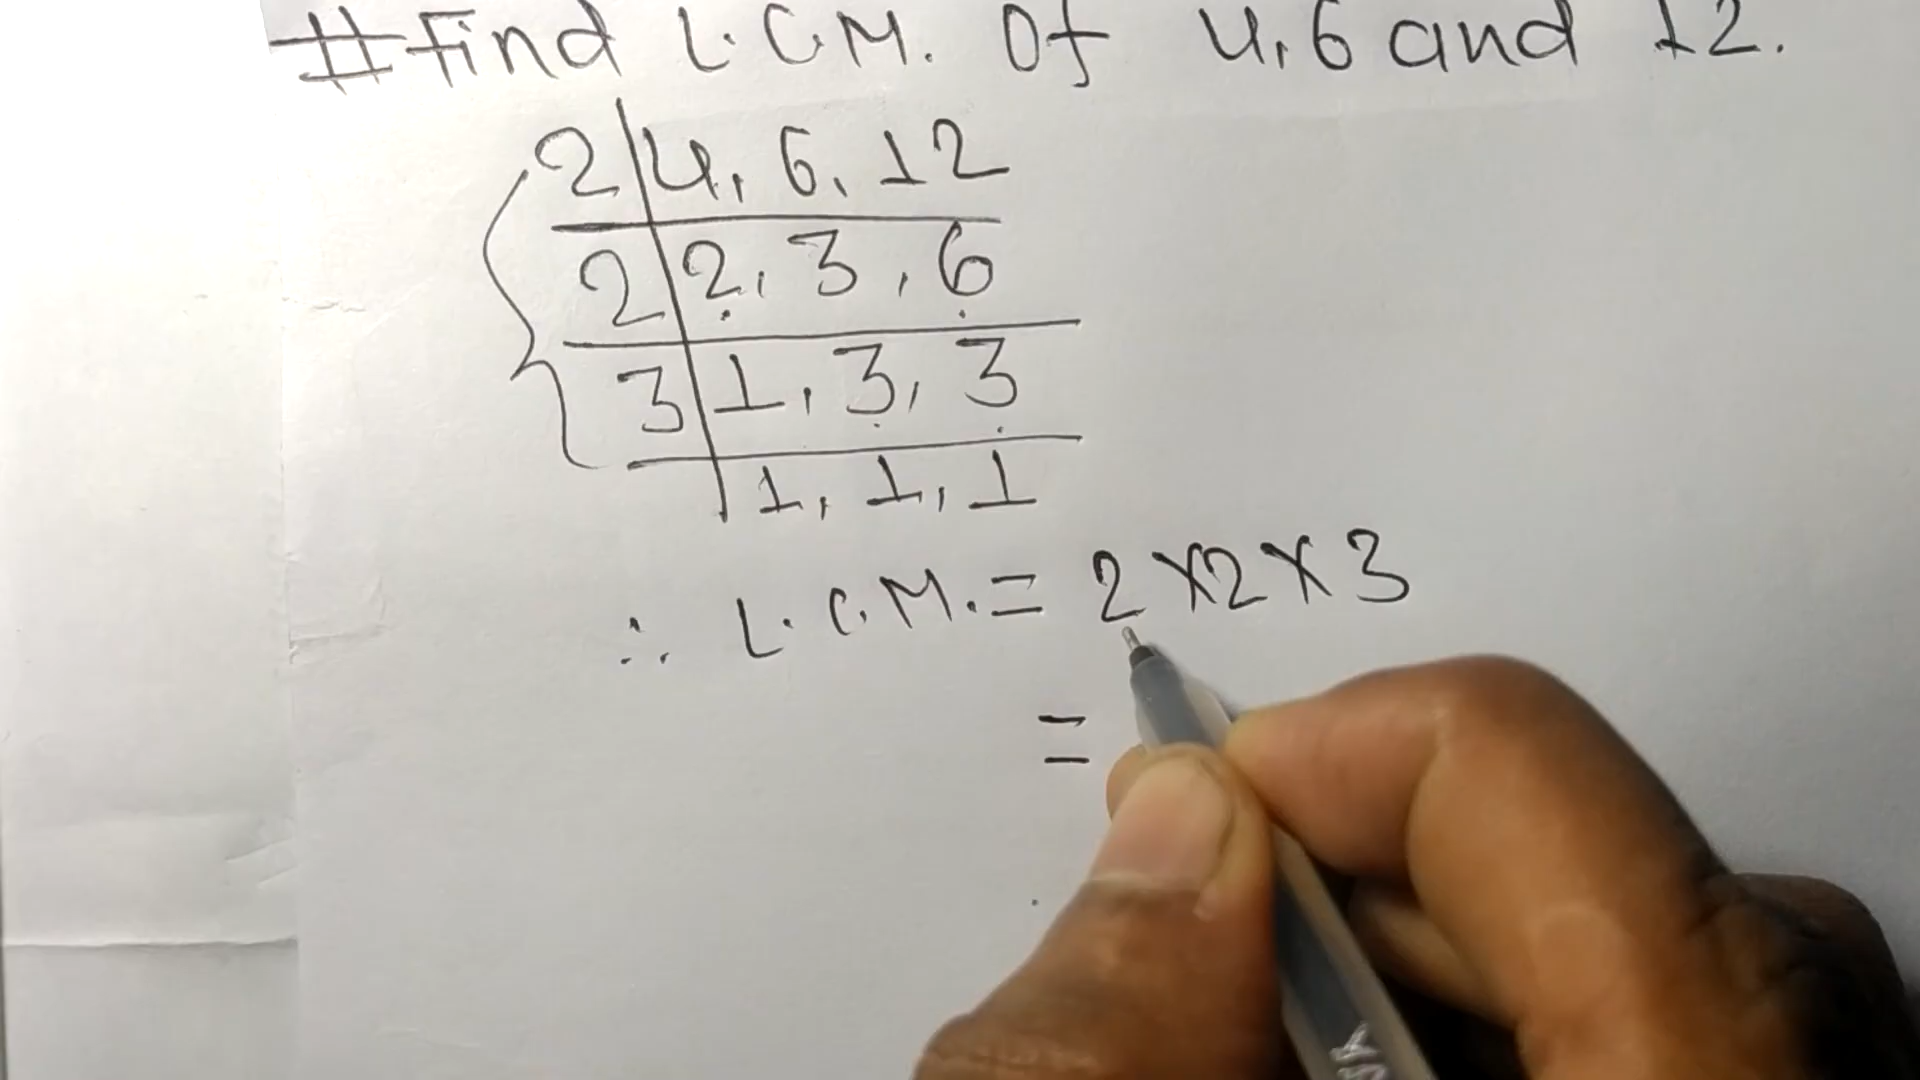 # Find L.C.M. Of 4, 6 and 12.
2 | 4, 6, 12
2 | 2, 3, 6
3 | 1, 3, 3
1, 1, 1
∴ L.C.M. = 2×2×3
=